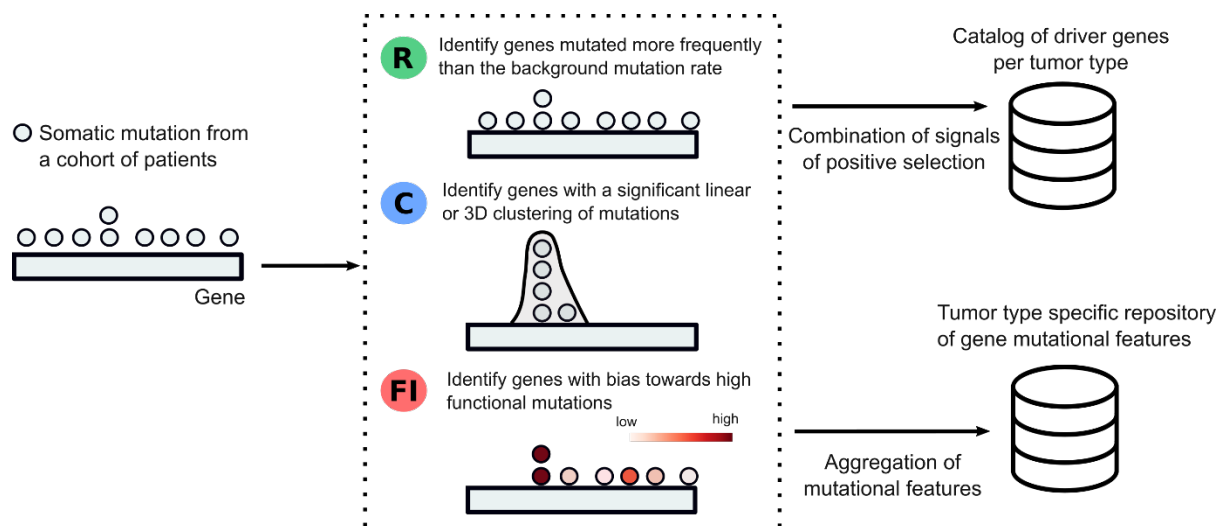 Somatic mutation from
a cohort of patients
Gene
R
Identify genes mutated more frequently
than the background mutation rate
C
Identify genes with a significant linear
or 3D clustering of mutations
FI
Identify genes with bias towards high
functional mutations
low
high
Catalog of driver genes
per tumor type
Combination of signals
of positive selection
Tumor type specific repository
of gene mutational features
Aggregation of
mutational features